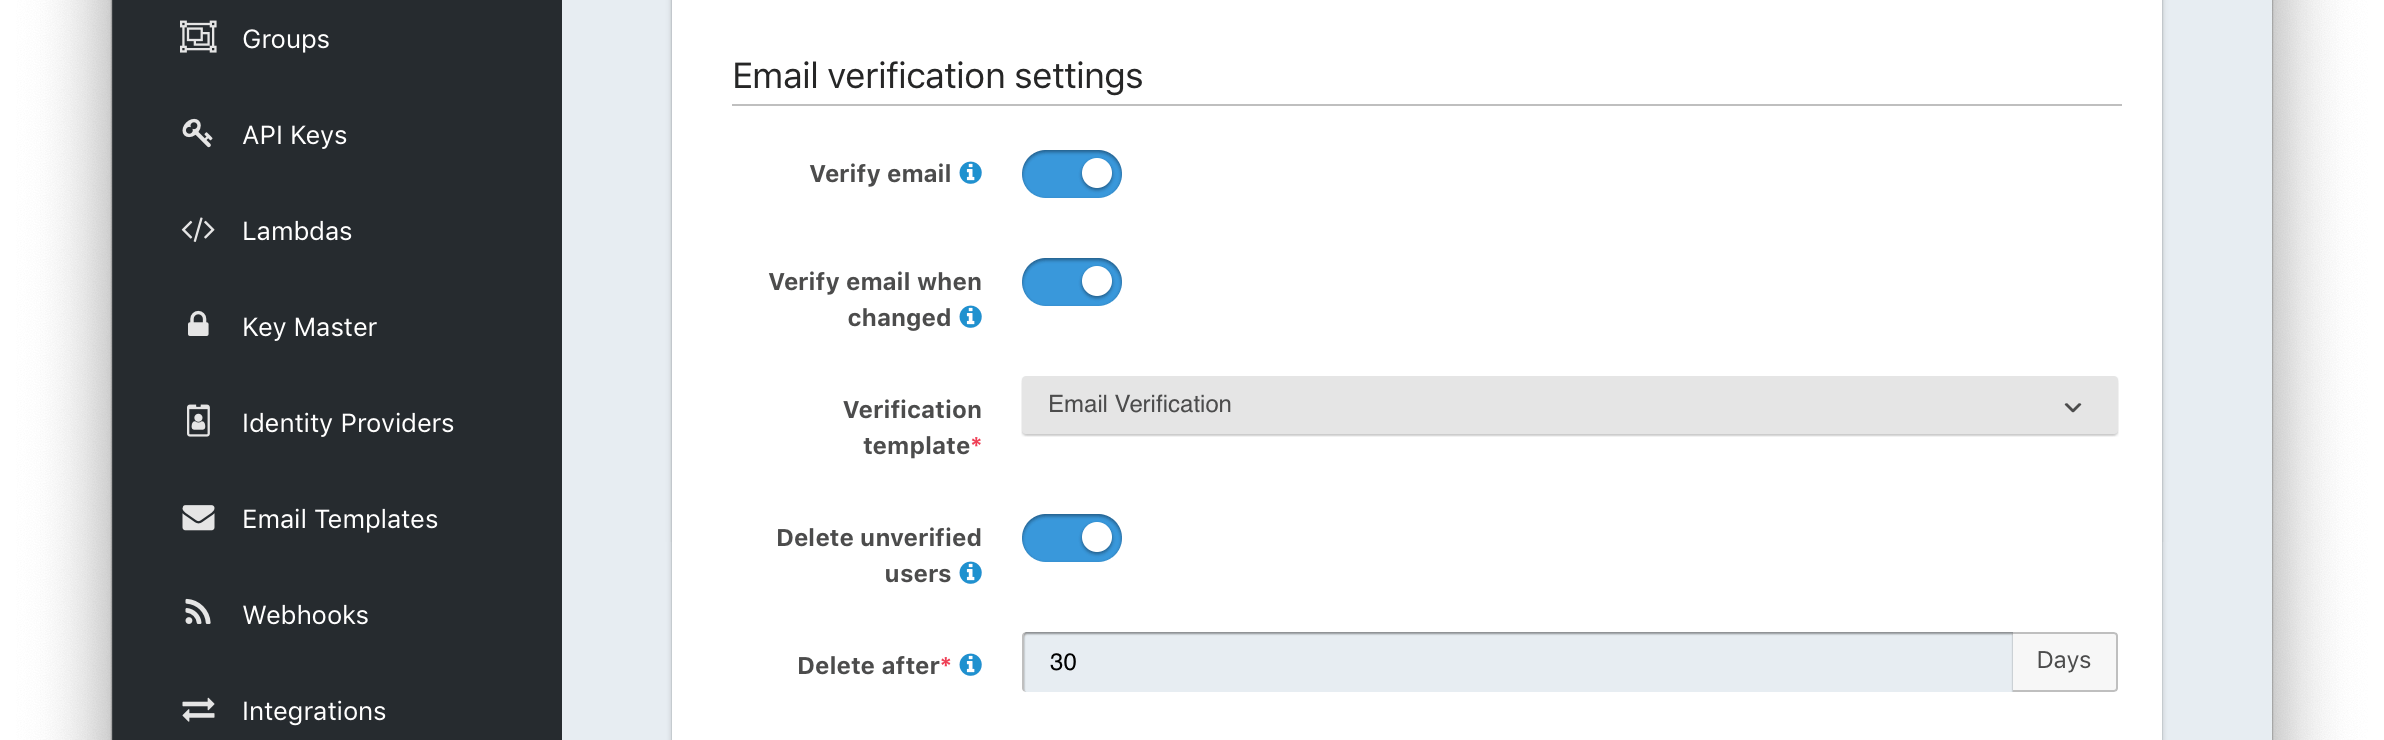 Groups
API Keys
Lambdas
Key Master
Identity Providers
Email Templates
Webhooks
Integrations
Email verification settings
Verify email
Verify email when
changed
Verification
template*
Email Verification
Delete unverified
users
Delete after*
30
Days